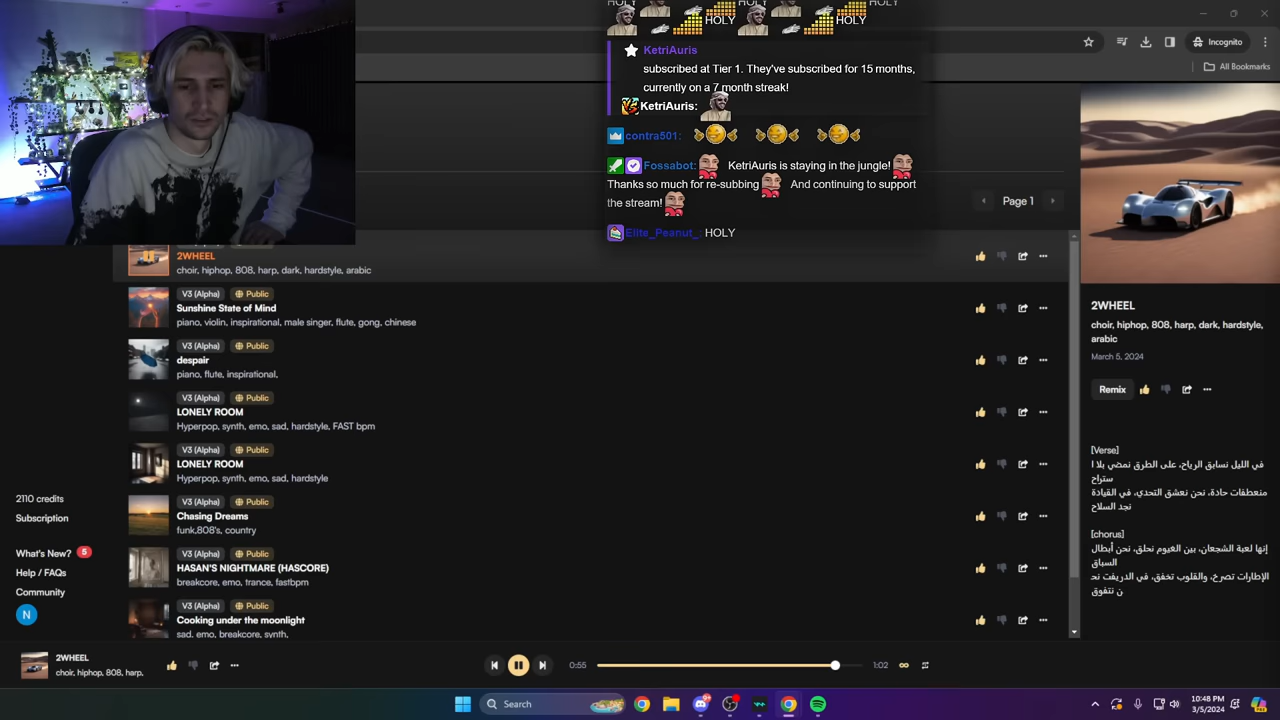 HOLY
HOLY
HOLY
HOLY
HOLY
Incognito
All Bookmarks
KetriAuris
subscribed at Tier 1. They've subscribed for 15 months,
currently on a 7 month streak!
KetriAuris:
contra501:
Fossabot: KetriAuris is staying in the jungle!
Thanks so much for re-subbing And continuing to support
the stream!
Elite_Peanut_: HOLY
Page 1
2WHEEL
choir, hiphop, 808, harp, dark, hardstyle, arabic
V3 (Alpha) Public
Sunshine State of Mind
piano, violin, inspirational, male singer, flute, gong, chinese
V3 (Alpha) Public
despair
piano, flute, inspirational,
V3 (Alpha) Public
LONELY ROOM
Hyperpop, synth, emo, sad, hardstyle, FAST bpm
V3 (Alpha) Public
LONELY ROOM
Hyperpop, synth, emo, sad, hardstyle
V3 (Alpha) Public
Chasing Dreams
funk,808's, country
V3 (Alpha) Public
HASAN'S NIGHTMARE (HASCORE)
breakcore, emo, trance, fastbpm
V3 (Alpha) Public
Cooking under the moonlight
sad, emo, breakcore, synth,
2110 credits
Subscription
What's New? 5
Help / FAQs
Community
N
2WHEEL
choir, hiphop, 808, harp, dark, hardstyle,
arabic
March 5, 2024
Remix
[Verse]
في الليل نسابق الرياح، على الطرق نمضي بلا ا
ستراح
منعطفات حادة، نحن نعشق التحدي، في القيادة
نجد السلاح
[chorus]
إنها لعبة الشجعان، بين الغيوم نحلق، نحن أبطال
السباق
الإطارات تصرخ، والقلوب تخفق، في الدريفت نح
ن نتفوق
2WHEEL
choir, hiphop, 808, harp,
0:55
1:02
Search
10:48 PM
3/5/2024